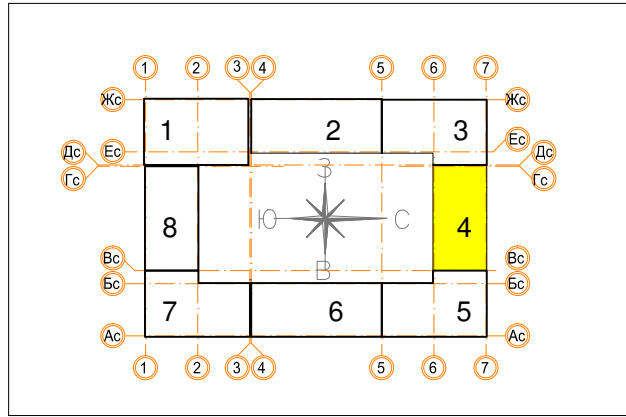 1 2 3 4 5 6 7
Жс Жс
1 2 3
Ес Ес
Дс Дс
Гс Гс
З
8 Ю С 4
В
Вс Вс
Бс Бс
7 6 5
Ас Ас
1 2 3 4 5 6 7